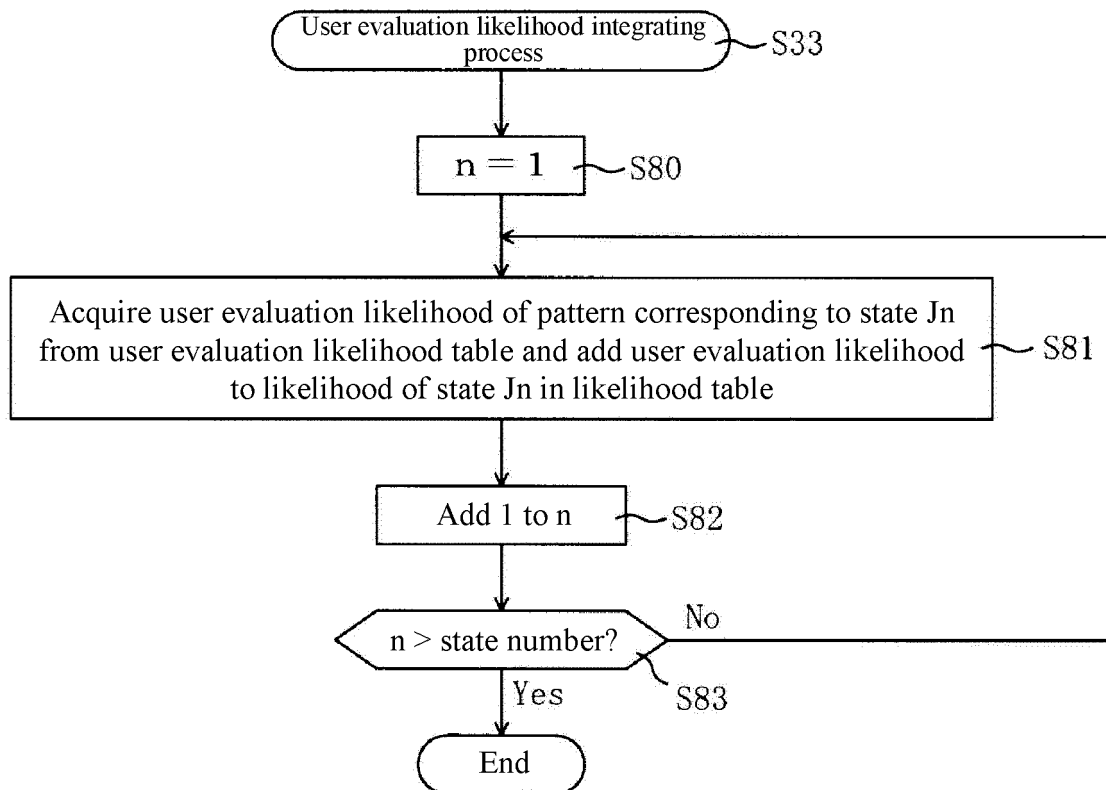 User evaluation likelihood integrating
process
S33
n = 1
S80
Acquire user evaluation likelihood of pattern corresponding to state Jn
from user evaluation likelihood table and add user evaluation likelihood
to likelihood of state Jn in likelihood table
S81
Add 1 to n
S82
n > state number?
No
S83
Yes
End